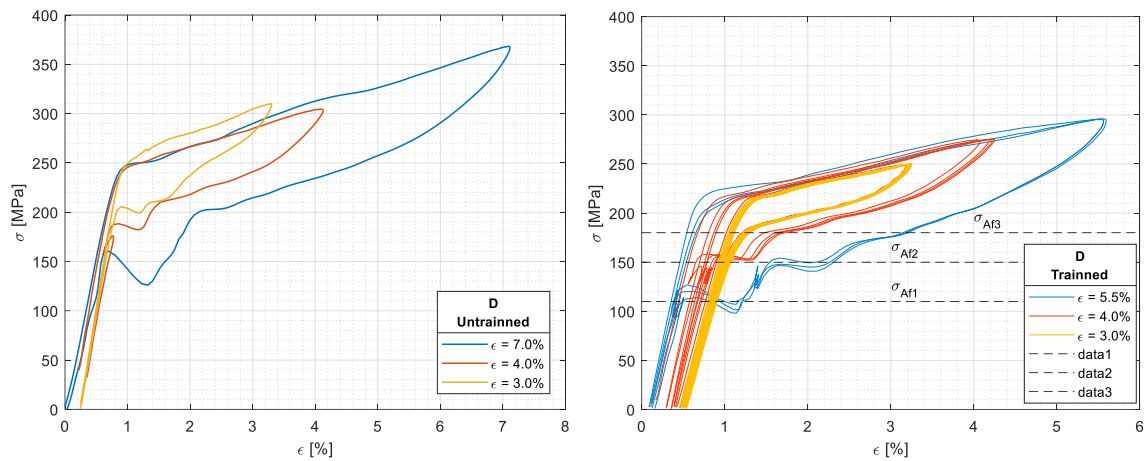 400
350
300
250
200
150
100
50
0
σ [MPa]
0 1 2 3 4 5 6 7 8
ϵ [%]
D
Untrainned
ϵ = 7.0%
ϵ = 4.0%
ϵ = 3.0%
400
350
300
250
200
150
100
50
0
σ [MPa]
0 1 2 3 4 5 6
ϵ [%]
σAf3
σAf2
σAf1
D
Trainned
ϵ = 5.5%
ϵ = 4.0%
ϵ = 3.0%
data1
data2
data3